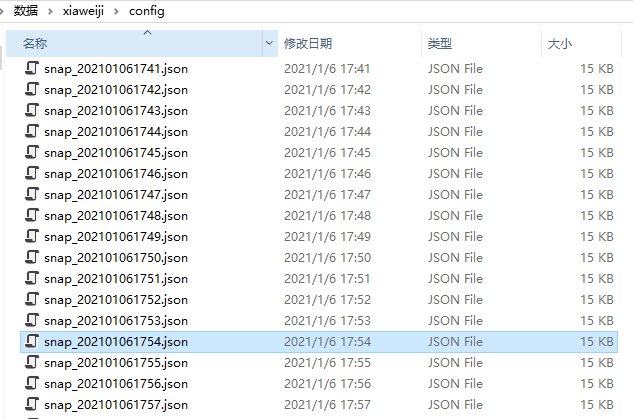 数据 > xiaweiji > config
名称 修改日期 类型 大小
snap_202101061741.json 2021/1/6 17:41 JSON File 15 KB
snap_202101061742.json 2021/1/6 17:42 JSON File 15 KB
snap_202101061743.json 2021/1/6 17:43 JSON File 15 KB
snap_202101061744.json 2021/1/6 17:44 JSON File 15 KB
snap_202101061745.json 2021/1/6 17:45 JSON File 15 KB
snap_202101061746.json 2021/1/6 17:46 JSON File 15 KB
snap_202101061747.json 2021/1/6 17:47 JSON File 15 KB
snap_202101061748.json 2021/1/6 17:48 JSON File 15 KB
snap_202101061749.json 2021/1/6 17:49 JSON File 15 KB
snap_202101061750.json 2021/1/6 17:50 JSON File 15 KB
snap_202101061751.json 2021/1/6 17:51 JSON File 15 KB
snap_202101061752.json 2021/1/6 17:52 JSON File 15 KB
snap_202101061753.json 2021/1/6 17:53 JSON File 15 KB
snap_202101061754.json 2021/1/6 17:54 JSON File 15 KB
snap_202101061755.json 2021/1/6 17:55 JSON File 15 KB
snap_202101061756.json 2021/1/6 17:56 JSON File 15 KB
snap_202101061757.json 2021/1/6 17:57 JSON File 15 KB